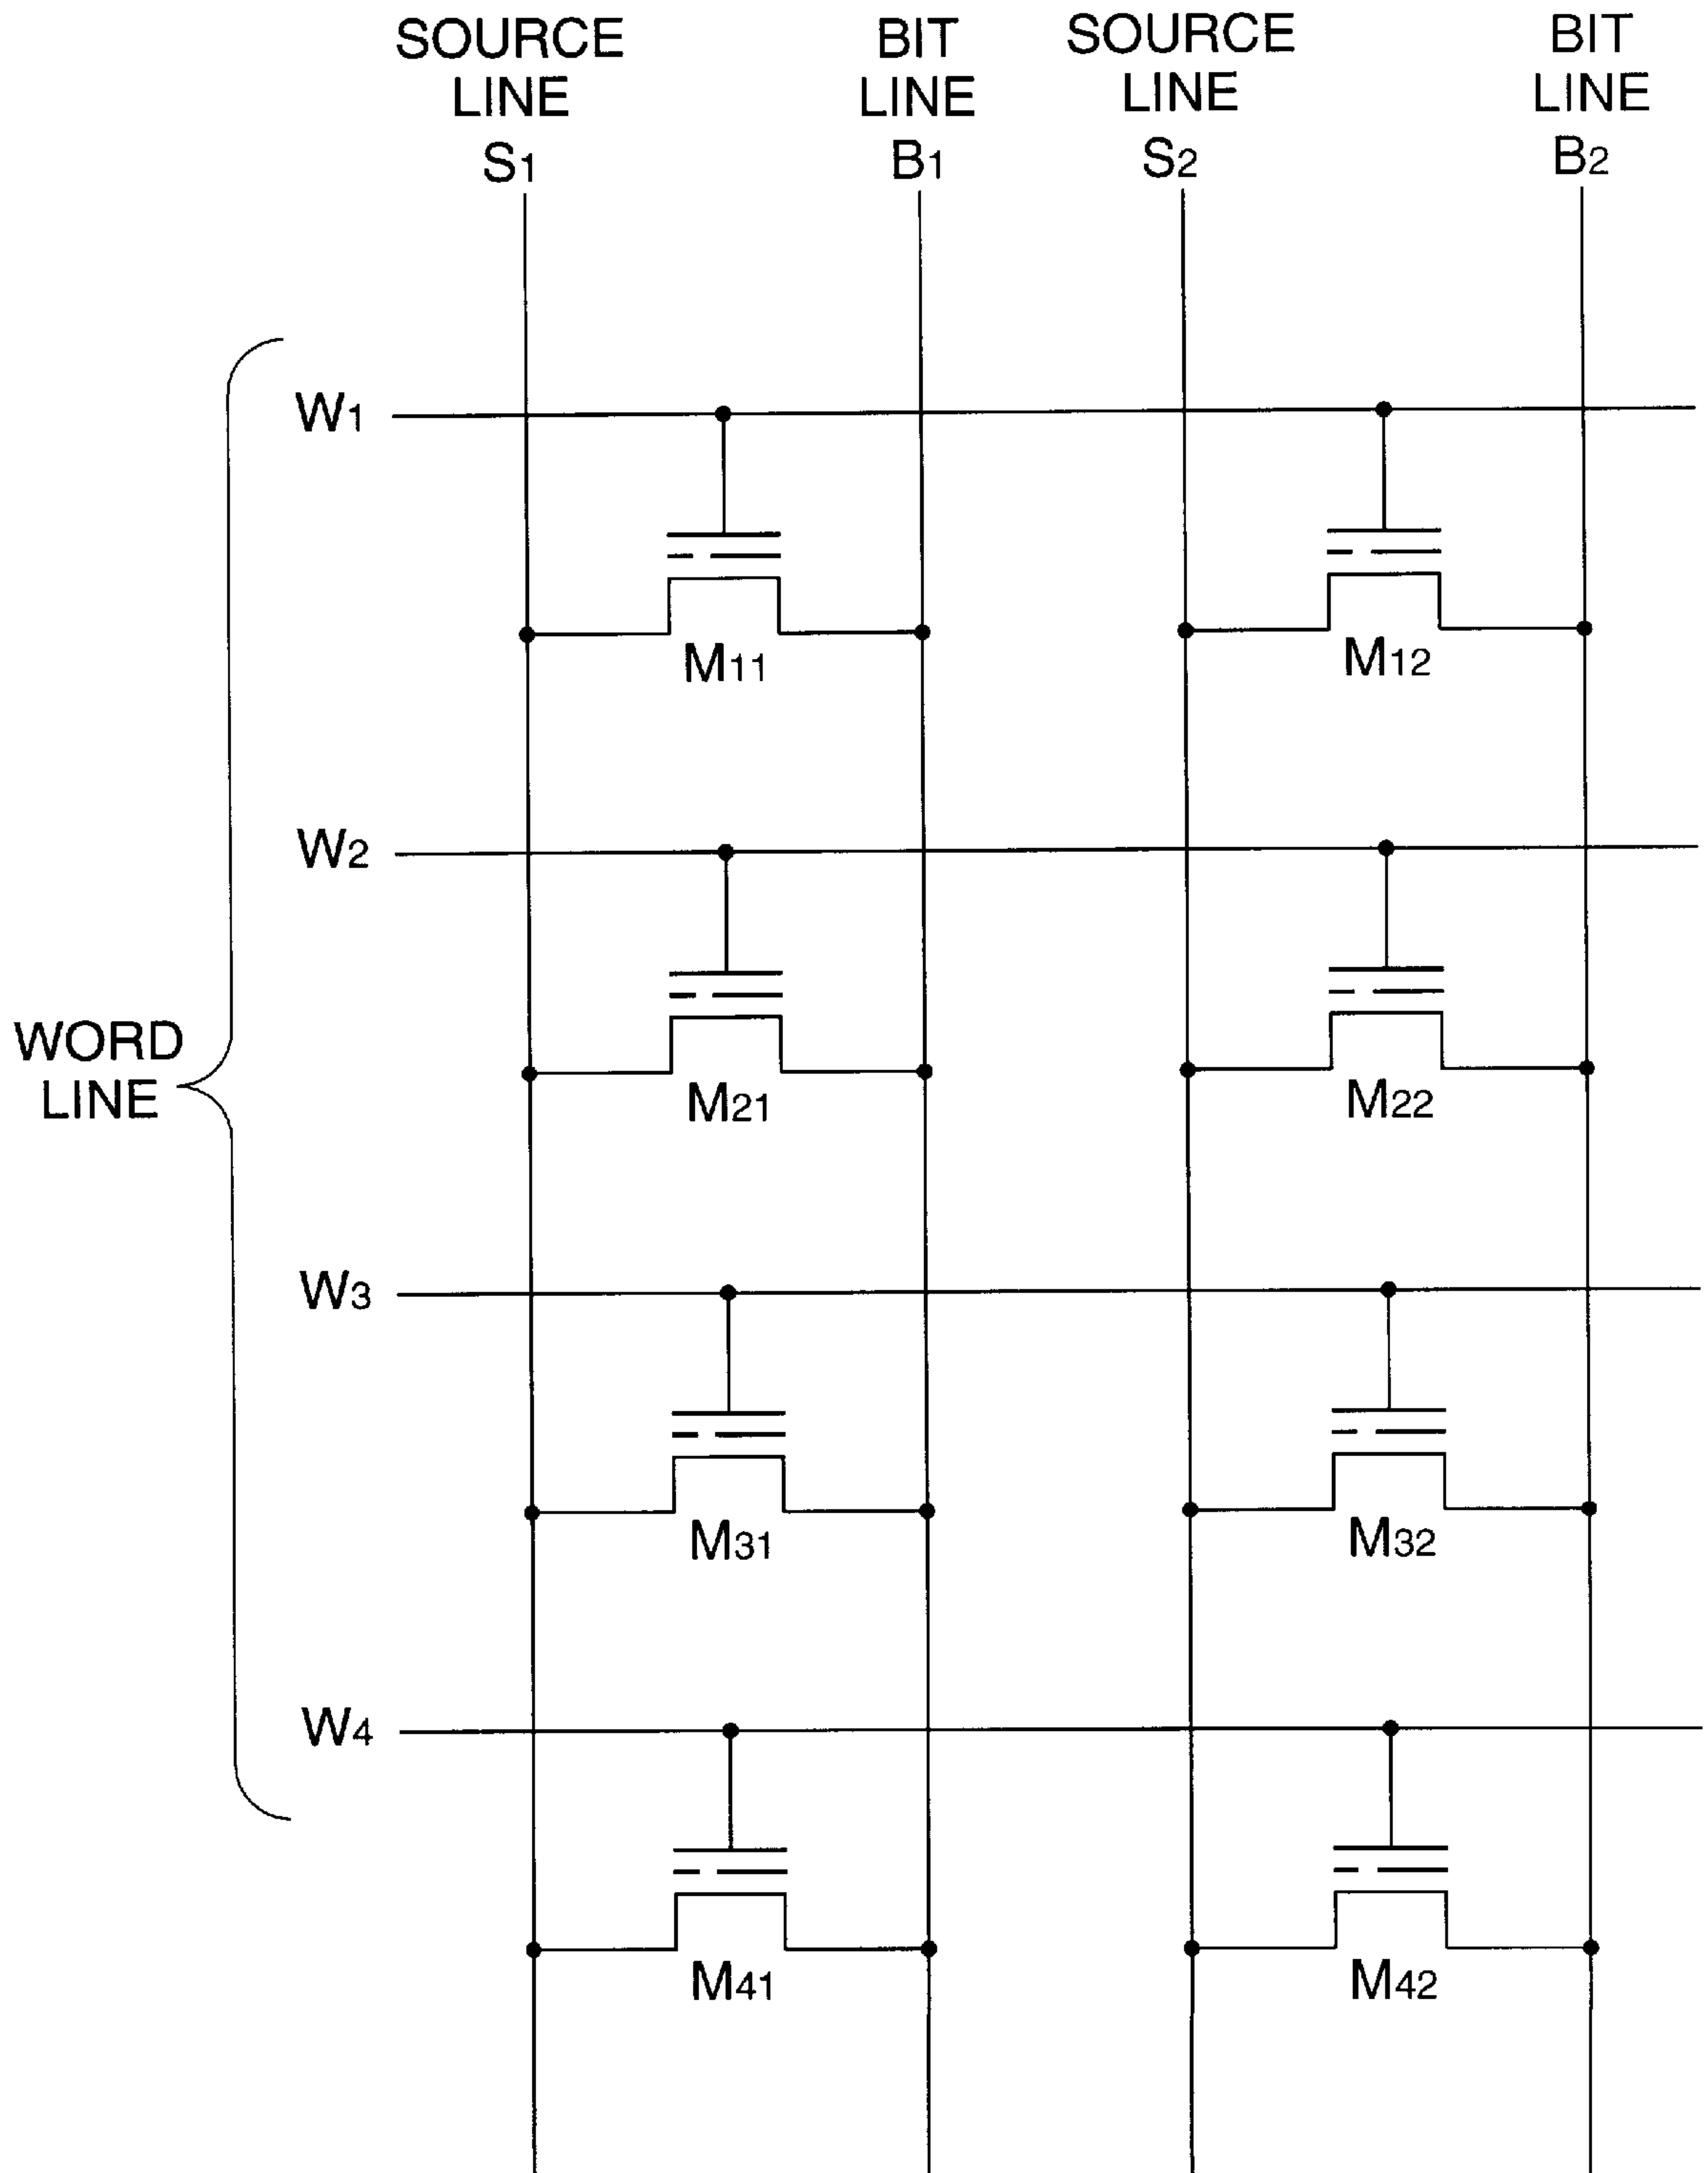 SOURCE
LINE
S1
BIT
LINE
B1
SOURCE
LINE
S2
BIT
LINE
B2
W1
M11
M12
W2
M21
M22
WORD
LINE
W3
M31
M32
W4
M41
M42